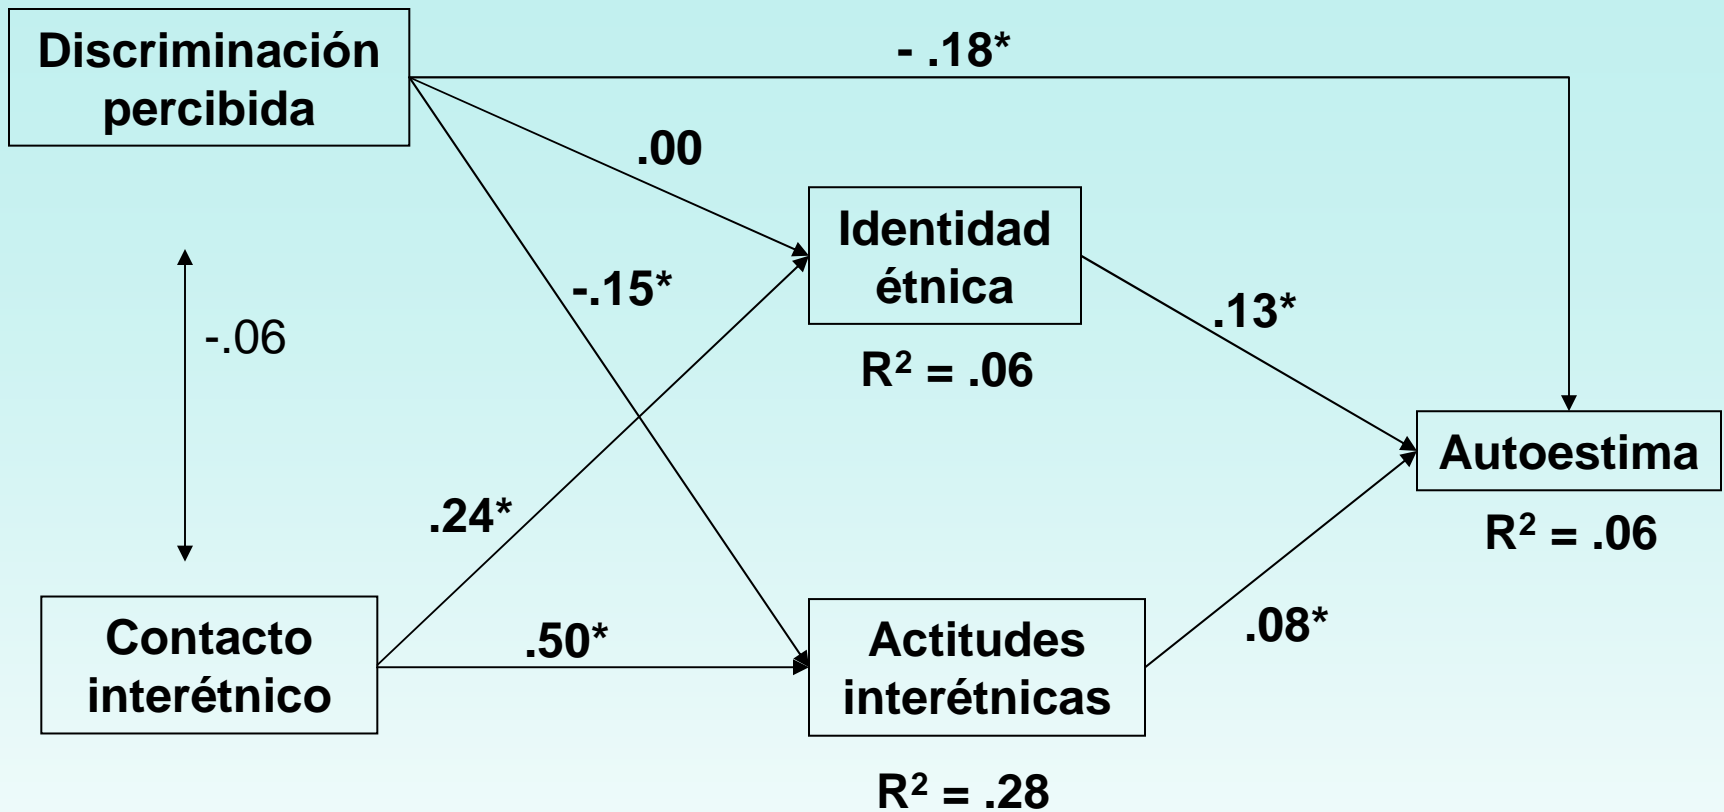 Discriminación
percibida
- .18*
.00
Identidad
étnica
-.15*
.13*
-.06
R² = .06
Autoestima
.24*
R² = .06
Contacto
interétnico
.50*
Actitudes
interétnicas
.08*
R² = .28